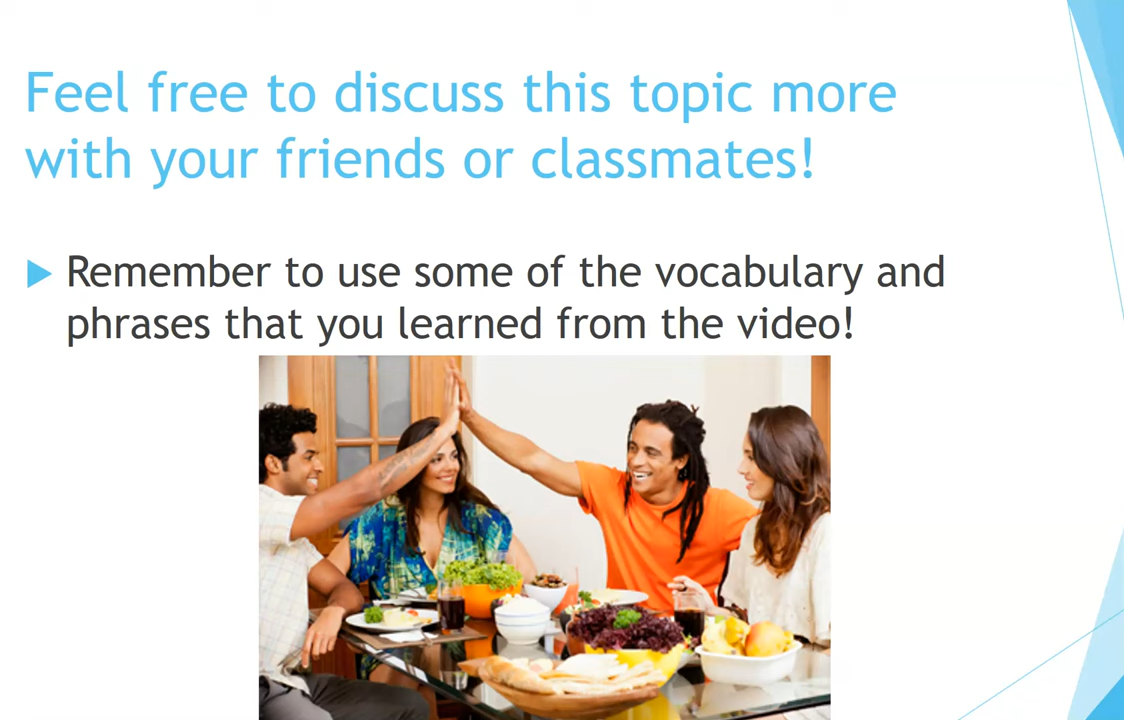 Feel free to discuss this topic more
with your friends or classmates!
Remember to use some of the vocabulary and
phrases that you learned from the video!